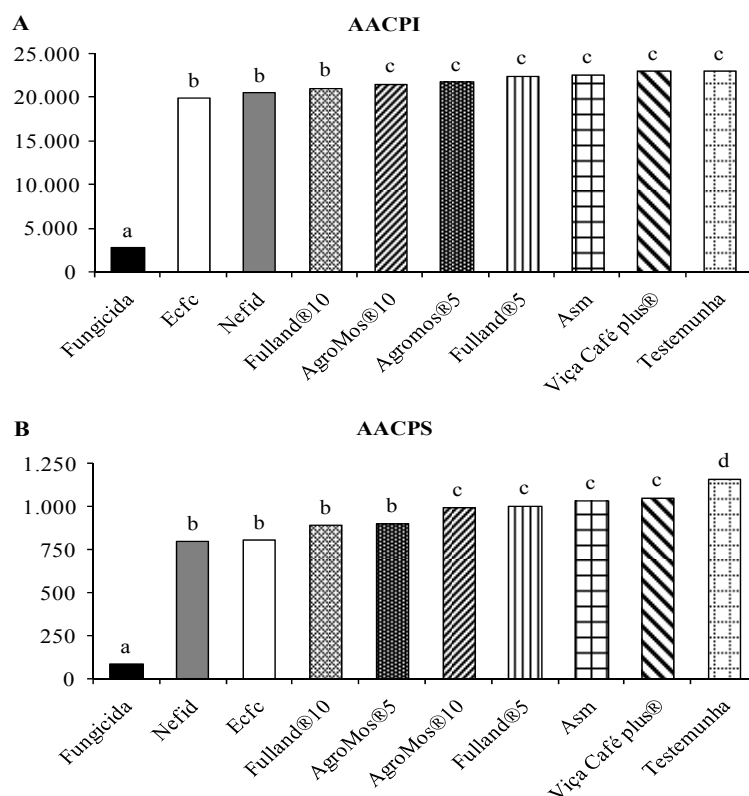 A
AACPI
25.000
20.000
15.000
10.000
5.000
0
a
b
b
b
c
c
c
c
c
c
Fungicida
Ecfc
Nefid
Fulland®10
AgroMos®10
Agromos®5
Fulland®5
Asm
Viça Café plus®
Testemunha
B
AACPS
1.250
1.000
750
500
250
0
a
b
b
b
b
c
c
c
c
d
Fungicida
Nefid
Ecfc
Fulland®10
AgroMos®5
AgroMos®10
Fulland®5
Asm
Viça Café plus®
Testemunha